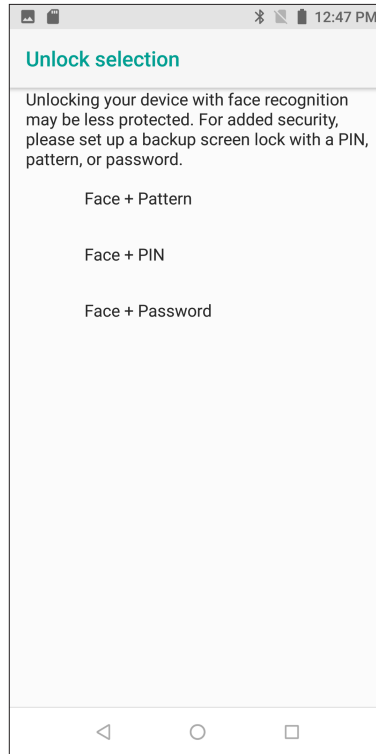 12:47 PM
Unlock selection
Unlocking your device with face recognition
may be less protected. For added security,
please set up a backup screen lock with a PIN,
pattern, or password.
Face + Pattern
Face + PIN
Face + Password